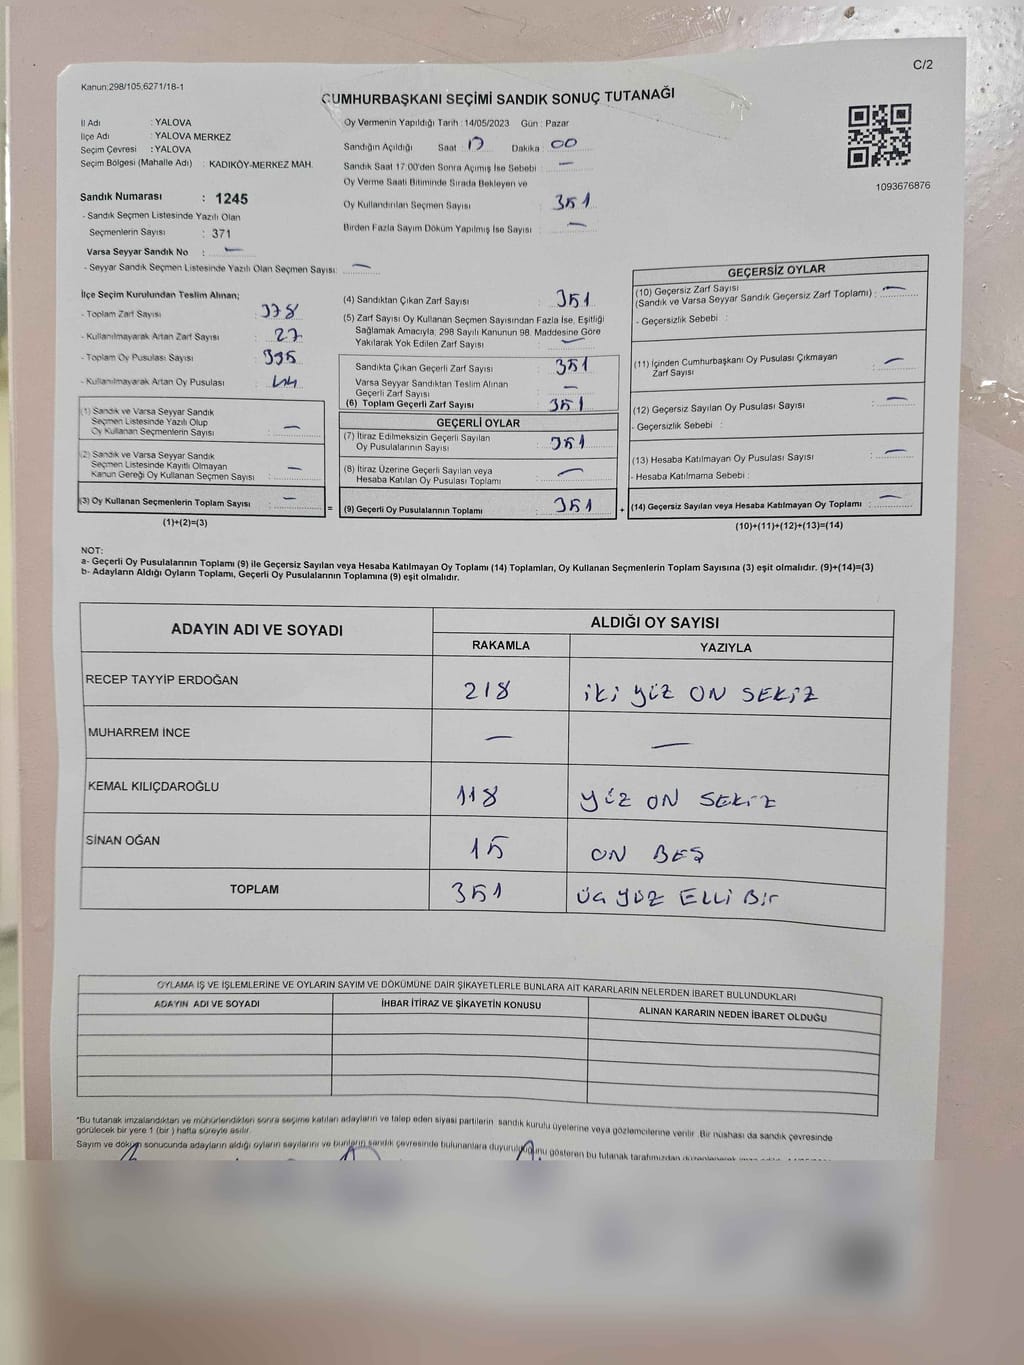 C/2
Kanun:298/105,6271/18-1
CUMHURBAŞKANI SEÇİMİ SANDIK SONUÇ TUTANAĞI
İl Adı : YALOVA
İlçe Adı : YALOVA MERKEZ
Seçim Çevresi : YALOVA
Seçim Bölgesi (Mahalle Adı) : KADIKÖY-MERKEZ MAH.
Sandık Numarası : 1245
- Sandık Seçmen Listesinde Yazılı Olan
Seçmenlerin Sayısı : 371
Varsa Seyyar Sandık No : —
- Seyyar Sandık Seçmen Listesinde Yazılı Olan Seçmen Sayısı: —
Oy Vermenin Yapıldığı Tarih : 14/05/2023 Gün : Pazar
Sandığın Açıldığı Saat : Dakika : 00
Sandık Saat 17:00'den Sonra Açımış İse Sebebi : —
Oy Verme Saati Bitiminde Sırada Bekleyen ve
Oy Kullandırılan Seçmen Sayısı : 351
Birden Fazla Sayım Döküm Yapılmış İse Sayısı : —
1093676876
İlçe Seçim Kurulundan Teslim Alınan;
- Toplam Zarf Sayısı : 378
- Kullanılmayarak Artan Zarf Sayısı : 27
- Toplam Oy Pusulası Sayısı : 395
- Kullanılmayarak Artan Oy Pusulası : 44
(1) Sandık ve Varsa Seyyar Sandık
Seçmen Listesinde Yazılı Olup
Oy Kullanan Seçmenlerin Sayısı : —
(2) Sandık ve Varsa Seyyar Sandık
Seçmen Listesinde Kayıtlı Olmayan
Kanun Gereği Oy Kullanan Seçmen Sayısı : —
(3) Oy Kullanan Seçmenlerin Toplam Sayısı : —
(1)+(2)=(3)
=
(4) Sandıktan Çıkan Zarf Sayısı : 351
(5) Zarf Sayısı Oy Kullanan Seçmen Sayısından Fazla İse, Eşitliği
Sağlamak Amacıyla, 298 Sayılı Kanunun 98. Maddesine Göre
Yakılarak Yok Edilen Zarf Sayısı : —
Sandıkta Çıkan Geçerli Zarf Sayısı : 351
Varsa Seyyar Sandıktan Teslim Alınan
Geçerli Zarf Sayısı : —
(6) Toplam Geçerli Zarf Sayısı : 351
GEÇERLİ OYLAR
(7) İtiraz Edilmeksizin Geçerli Sayılan
Oy Pusulalarının Sayısı : 351
(8) İtiraz Üzerine Geçerli Sayılan veya
Hesaba Katılan Oy Pusulası Toplamı : —
(9) Geçerli Oy Pusulalarının Toplamı : 351
+
GEÇERSİZ OYLAR
(10) Geçersiz Zarf Sayısı
(Sandık ve Varsa Seyyar Sandık Geçersiz Zarf Toplamı) : —
- Geçersizlik Sebebi :
(11) İçinden Cumhurbaşkanı Oy Pusulası Çıkmayan
Zarf Sayısı : —
(12) Geçersiz Sayılan Oy Pusulası Sayısı : —
- Geçersizlik Sebebi :
(13) Hesaba Katılmayan Oy Pusulası Sayısı : —
- Hesaba Katılmama Sebebi :
(14) Geçersiz Sayılan veya Hesaba Katılmayan Oy Toplamı : —
(10)+(11)+(12)+(13)=(14)
NOT:
a- Geçerli Oy Pusulalarının Toplamı (9) ile Geçersiz Sayılan veya Hesaba Katılmayan Oy Toplamı (14) Toplamları, Oy Kullanan Seçmenlerin Toplam Sayısına (3) eşit olmalıdır. (9)+(14)=(3)
b- Adayların Aldığı Oyların Toplamı, Geçerli Oy Pusulalarının Toplamına (9) eşit olmalıdır.
ADAYIN ADI VE SOYADI ALDIĞI OY SAYISI
RAKAMLA YAZIYLA
RECEP TAYYİP ERDOĞAN 218 iki yüz ON SEKiZ
MUHARREM İNCE — —
KEMAL KILIÇDAROĞLU 118 yüz ON SEKİZ
SİNAN OĞAN 15 ON BEŞ
TOPLAM 351 üç yüz ELLİ Bir
OYLAMA İŞ VE İŞLEMLERİNE VE OYLARIN SAYIM VE DÖKÜMÜNE DAİR ŞİKAYETLERLE BUNLARA AİT KARARLARIN NELERDEN İBARET BULUNDUKLARI
ADAYIN ADI VE SOYADI İHBAR İTİRAZ VE ŞİKAYETİN KONUSU ALINAN KARARIN NEDEN İBARET OLDUĞU
*Bu tutanak imzalandıktan ve mühürlendikten sonra seçime katılan adayların ve talep eden siyasi partilerin sandık kurulu üyelerine veya gözlemcilerine verilir. Bir nüshası da sandık çevresinde
görülecek bir yere 1 (bir ) hafta süreyle asılır.
Sayım ve döküm sonucunda adayların aldığı oyların sayılarını ve bunların sandık çevresinde bulunanlara duyurulduğunu gösteren bu tutanak tarafımızdan